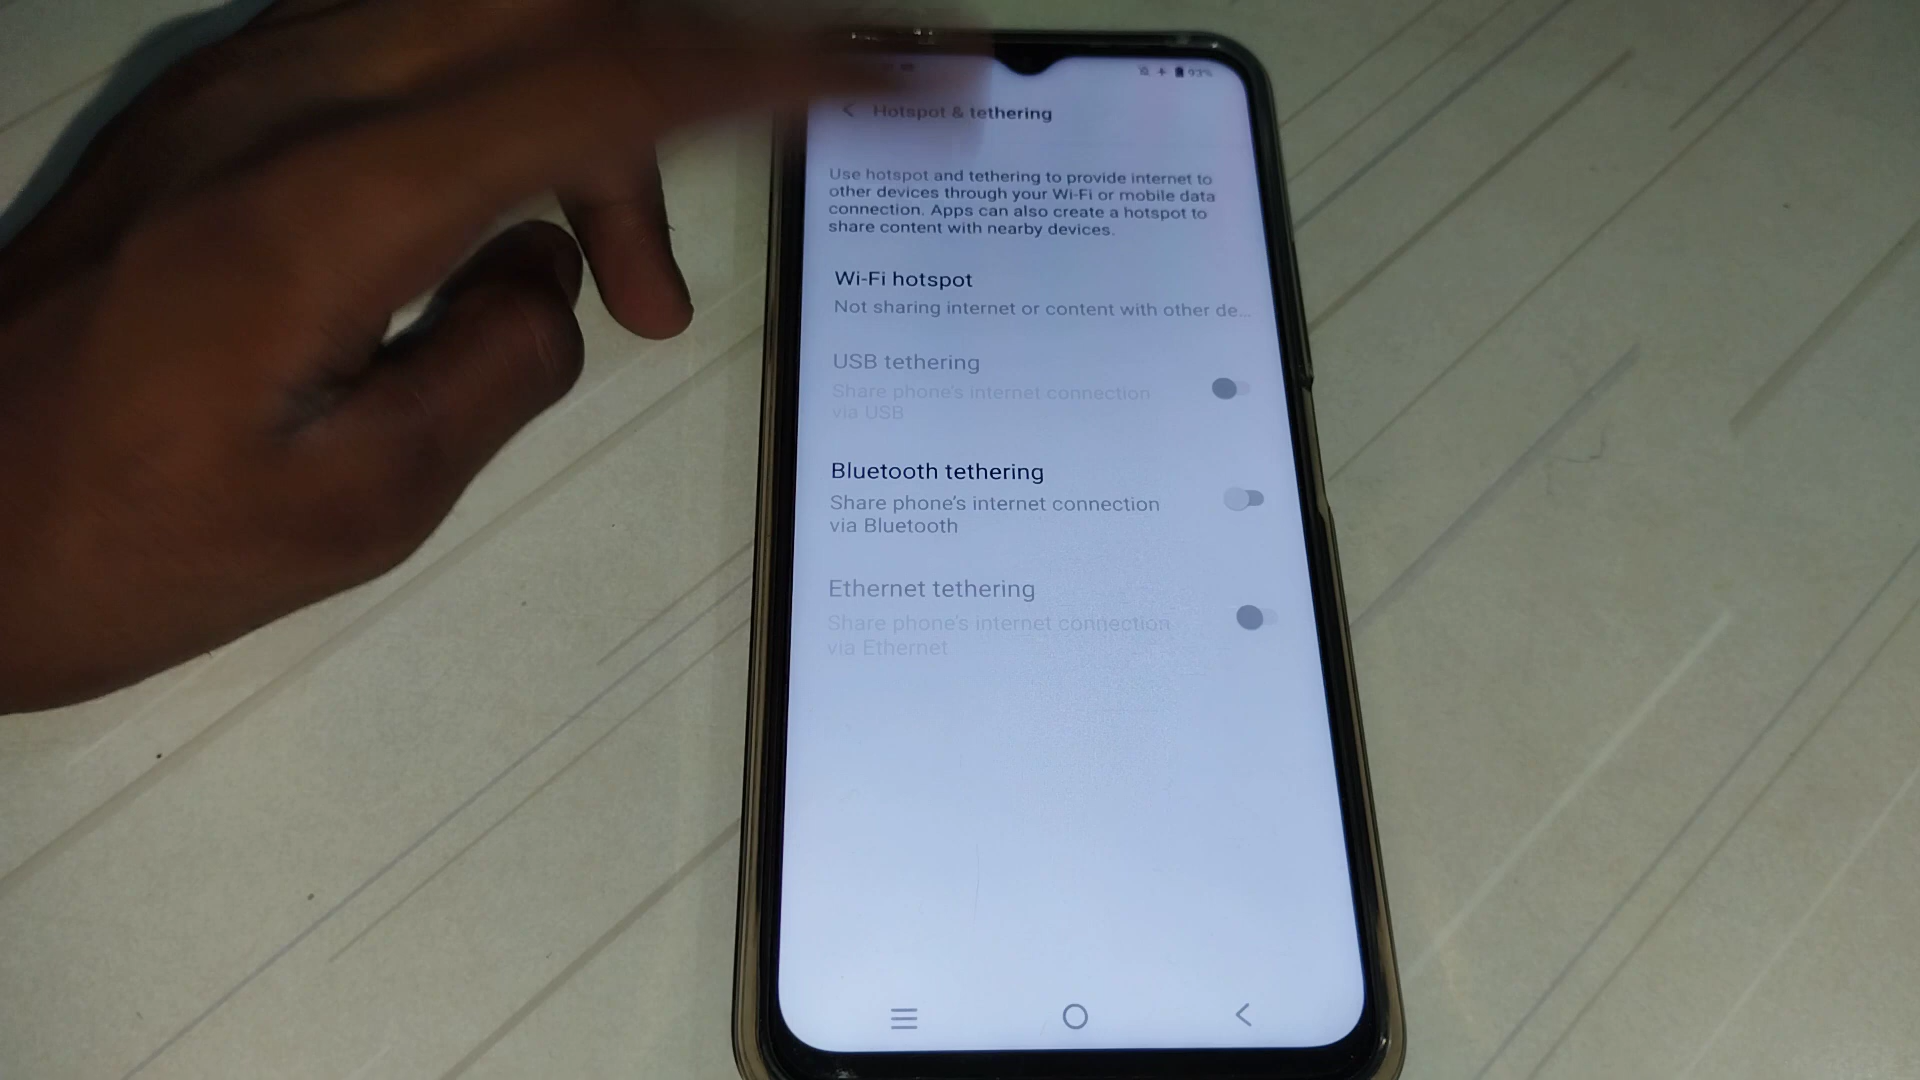 93%
Hotspot & tethering
Use hotspot and tethering to provide internet to
other devices through your Wi-Fi or mobile data
connection. Apps can also create a hotspot to
share content with nearby devices.
Wi-Fi hotspot
Not sharing internet or content with other de...
USB tethering
Share phone's internet connection
via USB
Bluetooth tethering
Share phone's internet connection
via Bluetooth
Ethernet tethering
Share phone's internet connection
via Ethernet